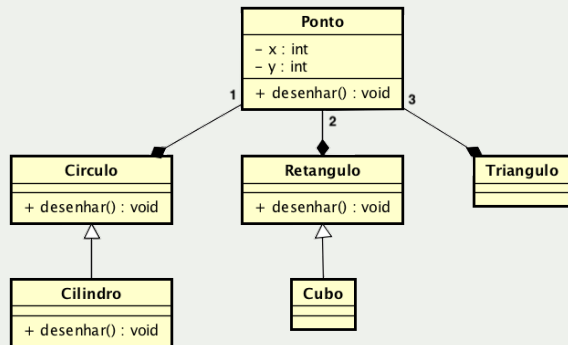 Ponto
- x : int
- y : int
+ desenhar() : void
1
2
3
Circulo
+ desenhar() : void
Retangulo
+ desenhar() : void
Triangulo
Cilindro
+ desenhar() : void
Cubo